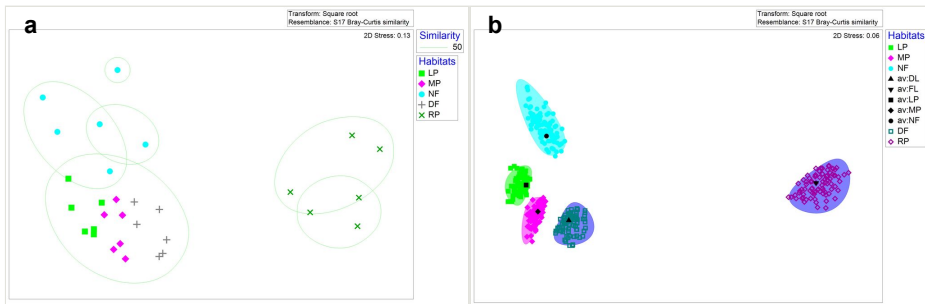 a
Transform: Square root
Resemblance: S17 Bray-Curtis similarity
2D Stress: 0.13
Similarity
50
Habitats
LP
MP
NF
DF
RP
b
Transform: Square root
Resemblance: S17 Bray-Curtis similarity
2D Stress: 0.06
Habitats
LP
MP
NF
av:DL
av:FL
av:LP
av:MP
av:NF
DF
RP